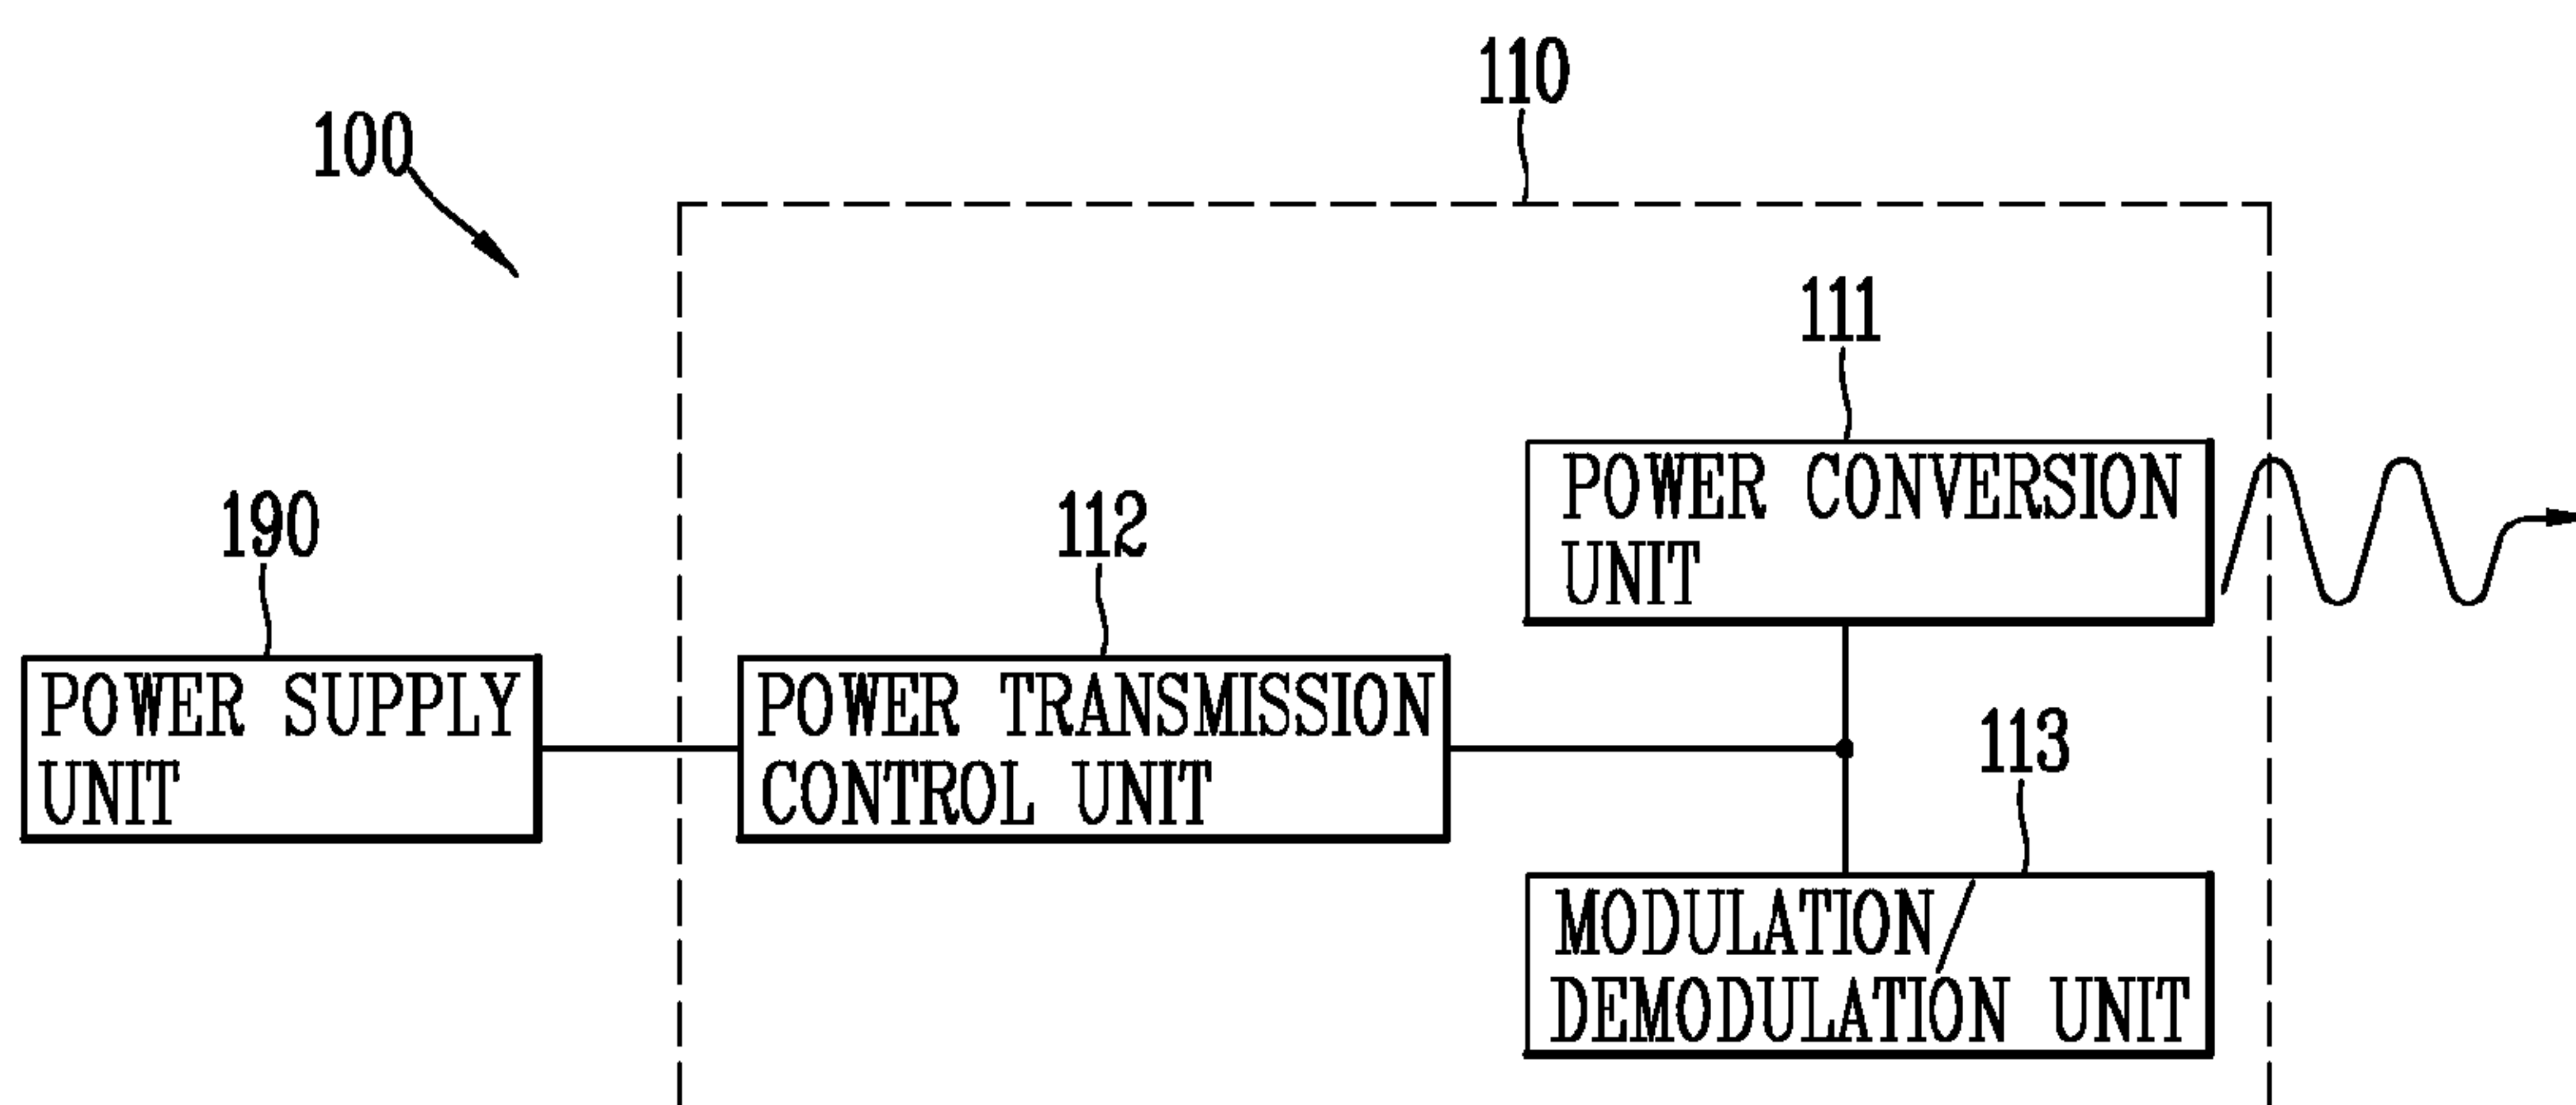 110
100
111
POWER CONVERSION
UNIT
190
112
POWER SUPPLY
UNIT
POWER TRANSMISSION
CONTROL UNIT
113
MODULATION/
DEMODULATION UNIT